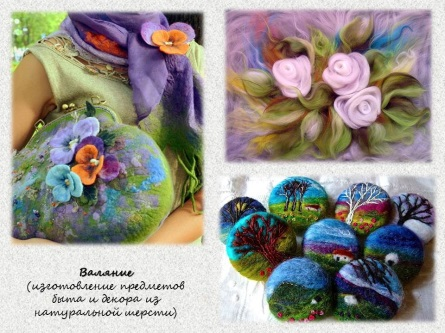 Валяние
(изготовление предметов
быта и декора из
натуральной шерсти)